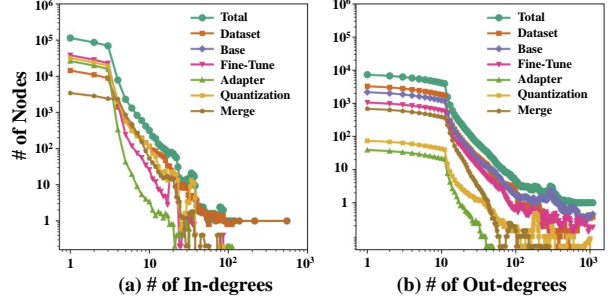 10⁶
10⁵
10⁴
10³
10²
10
1
# of Nodes
Total
Dataset
Base
Fine-Tune
Adapter
Quantization
Merge
1
10
10²
10³
(a) # of In-degrees
10⁶
10⁵
10⁴
10³
10²
10
1
Total
Dataset
Base
Fine-Tune
Adapter
Quantization
Merge
1
10
10²
10³
(b) # of Out-degrees